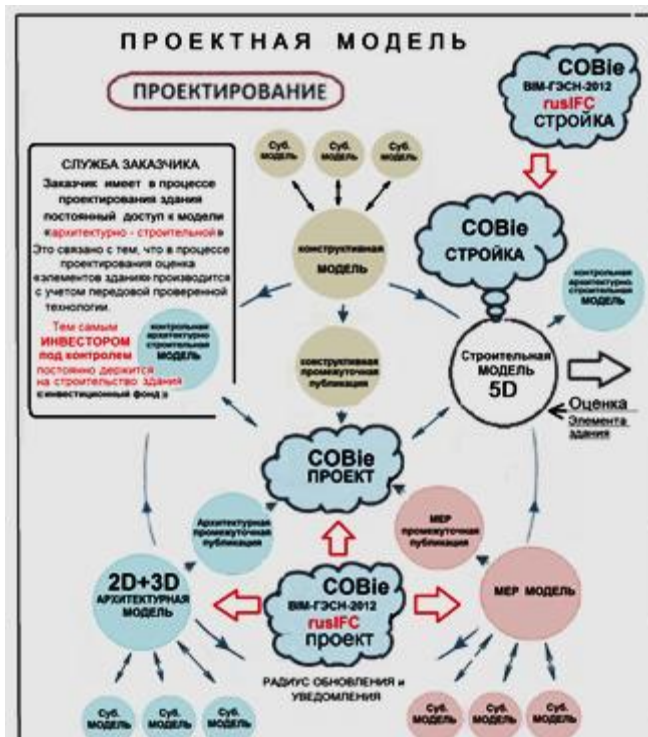 ПРОЕКТНАЯ МОДЕЛЬ
ПРОЕКТИРОВАНИЕ
COBie
BIM-ГЭСН-2012
rusIFC
СТРОЙКА
СЛУЖБА ЗАКАЗЧИКА
Заказчик имеет в процессе
проектирования здания
постоянный доступ к модели
«архитектурно - строительной»
Это связано с тем, что в процессе
проектирования оценка
«элементов здания» производится
с учетом передовой проверенной
технологии.
Тем самым
ИНВЕСТОРОМ
под контролем
постоянно держится
на строительство здания
«инвестиционный фонд»
контрольная
архитектурно
строительная
МОДЕЛЬ
Суб.
МОДЕЛЬ
Суб.
МОДЕЛЬ
Суб.
МОДЕЛЬ
конструктивная
МОДЕЛЬ
конструктивная
промежуточная
публикация
COBie
СТРОЙКА
контрольная
архитектурно
строительная
МОДЕЛЬ
Строительная
МОДЕЛЬ
5D
Оценка
Элемента
здания
COBie
ПРОЕКТ
Архитектурная
промежуточная
публикация
МЕР
промежуточная
публикация
2D+3D
АРХИТЕКТУРНАЯ
МОДЕЛЬ
COBie
BIM-ГЭСН-2012
rusIFC
проект
МЕР МОДЕЛЬ
РАДИУС ОБНОВЛЕНИЯ и
УВЕДОМЛЕНИЯ
Суб.
МОДЕЛЬ
Суб.
МОДЕЛЬ
Суб.
МОДЕЛЬ
Суб.
МОДЕЛЬ
Суб.
МОДЕЛЬ
Суб.
МОДЕЛЬ